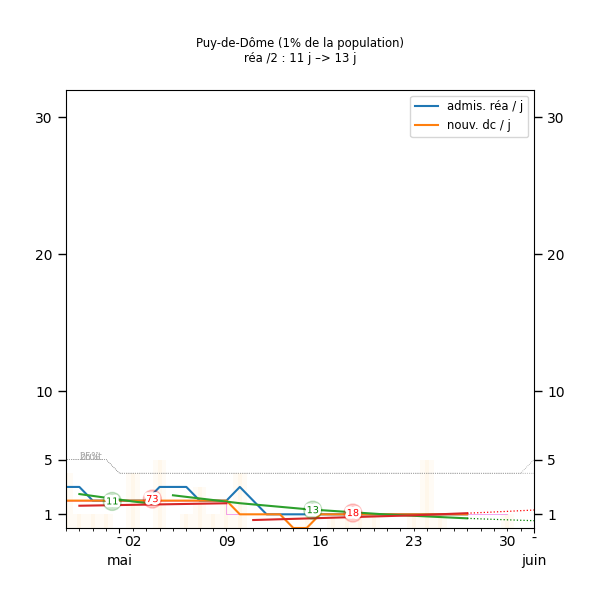 Puy-de-Dôme (1% de la population)
réa /2 : 11 j –> 13 j
admis. réa / j
nouv. dc / j
30 30
20 20
10 10
5 5
11 73 13 18
1 1
02 09 16 23 30
mai juin